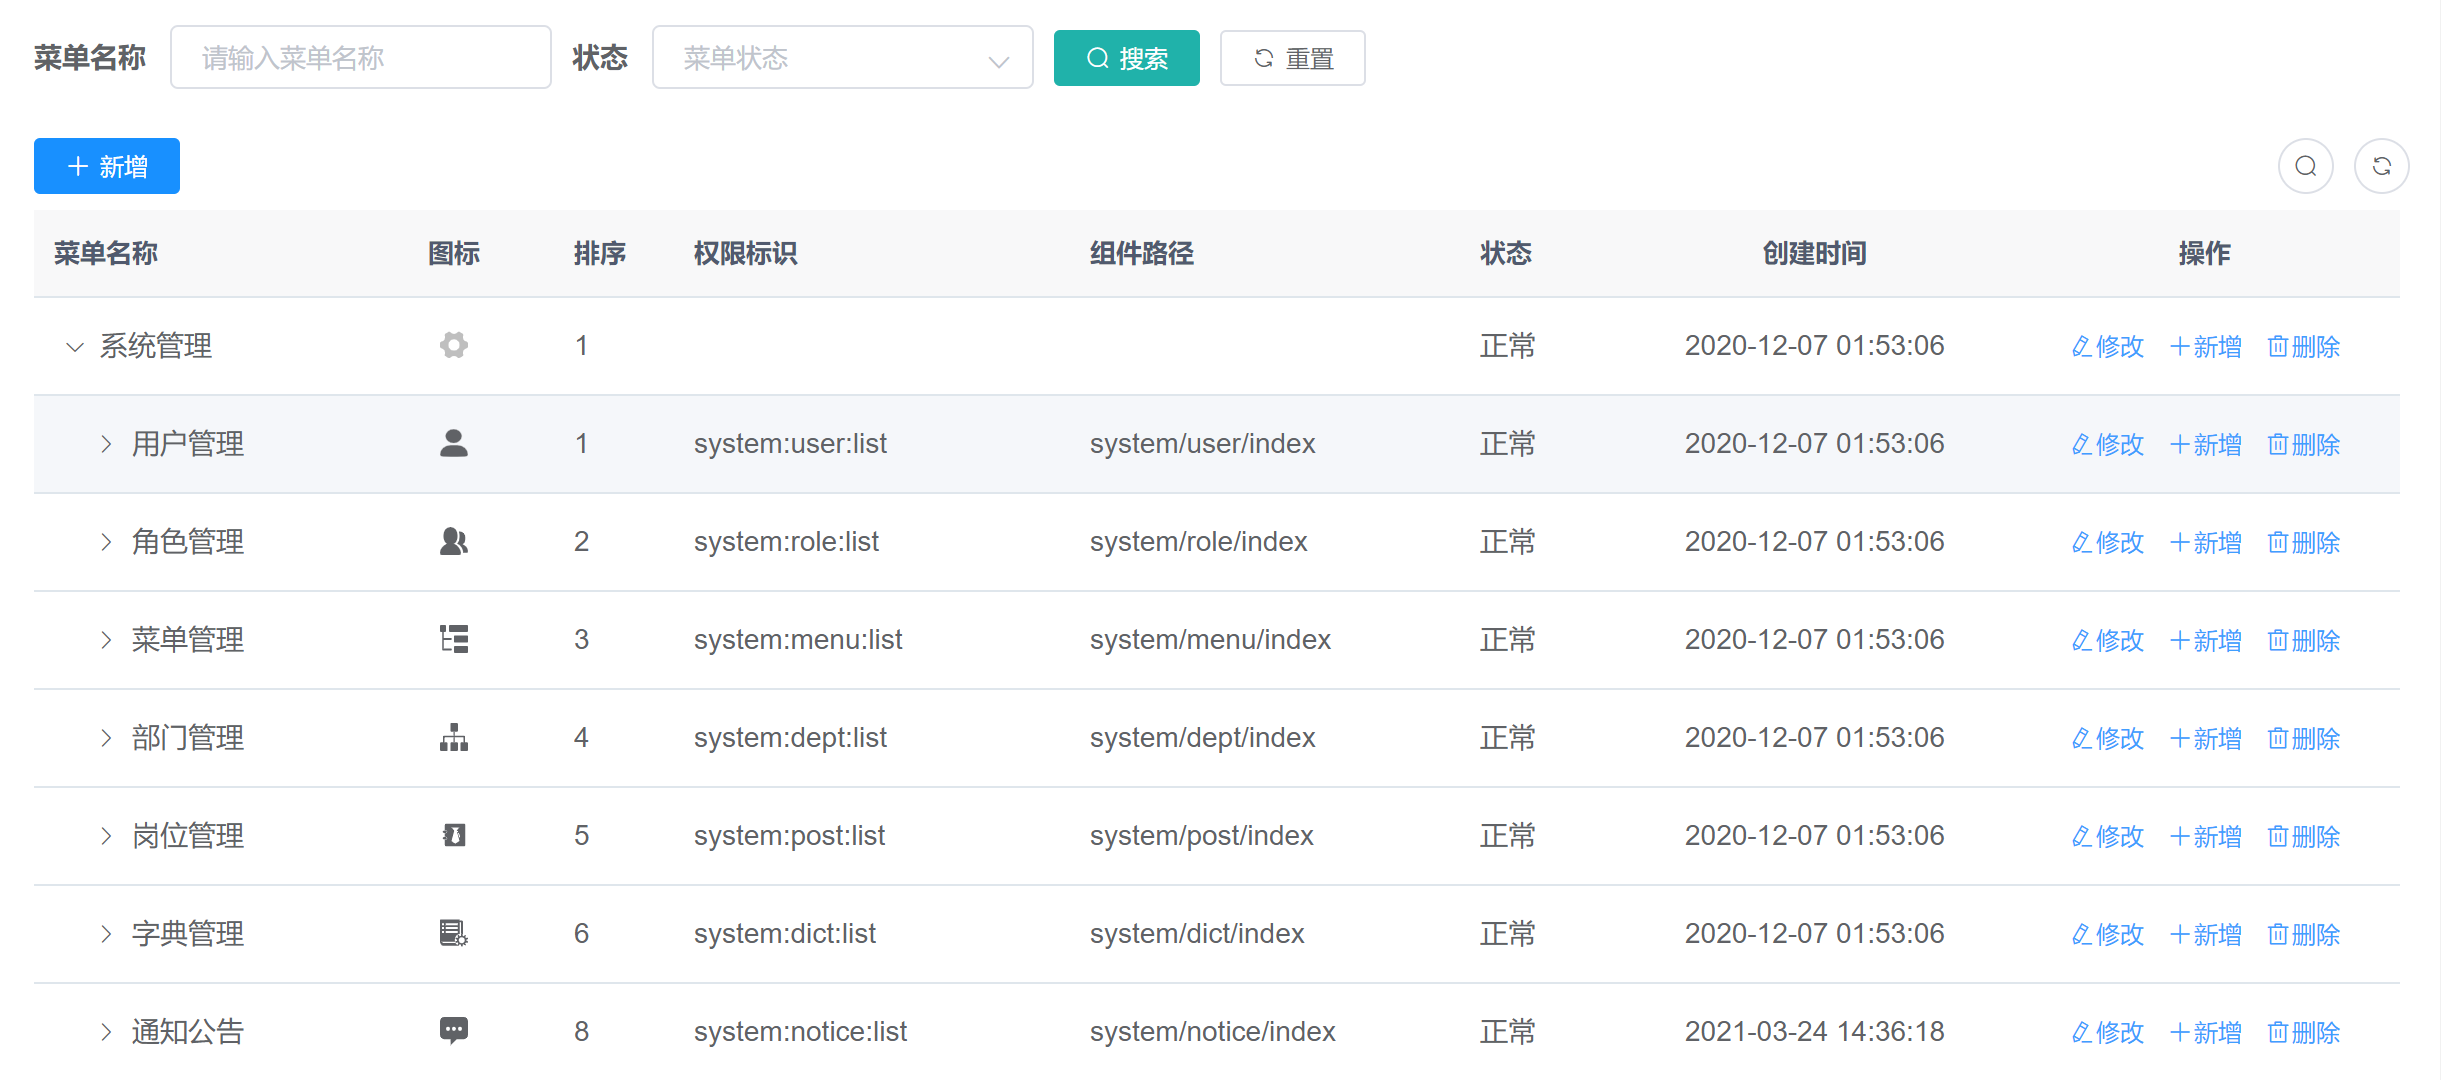 菜单名称 请输入菜单名称 状态 菜单状态 搜索 重置
新增
菜单名称 图标 排序 权限标识 组件路径 状态 创建时间 操作
系统管理 1 正常 2020-12-07 01:53:06 修改 新增 删除
用户管理 1 system:user:list system/user/index 正常 2020-12-07 01:53:06 修改 新增 删除
角色管理 2 system:role:list system/role/index 正常 2020-12-07 01:53:06 修改 新增 删除
菜单管理 3 system:menu:list system/menu/index 正常 2020-12-07 01:53:06 修改 新增 删除
部门管理 4 system:dept:list system/dept/index 正常 2020-12-07 01:53:06 修改 新增 删除
岗位管理 5 system:post:list system/post/index 正常 2020-12-07 01:53:06 修改 新增 删除
字典管理 6 system:dict:list system/dict/index 正常 2020-12-07 01:53:06 修改 新增 删除
通知公告 8 system:notice:list system/notice/index 正常 2021-03-24 14:36:18 修改 新增 删除